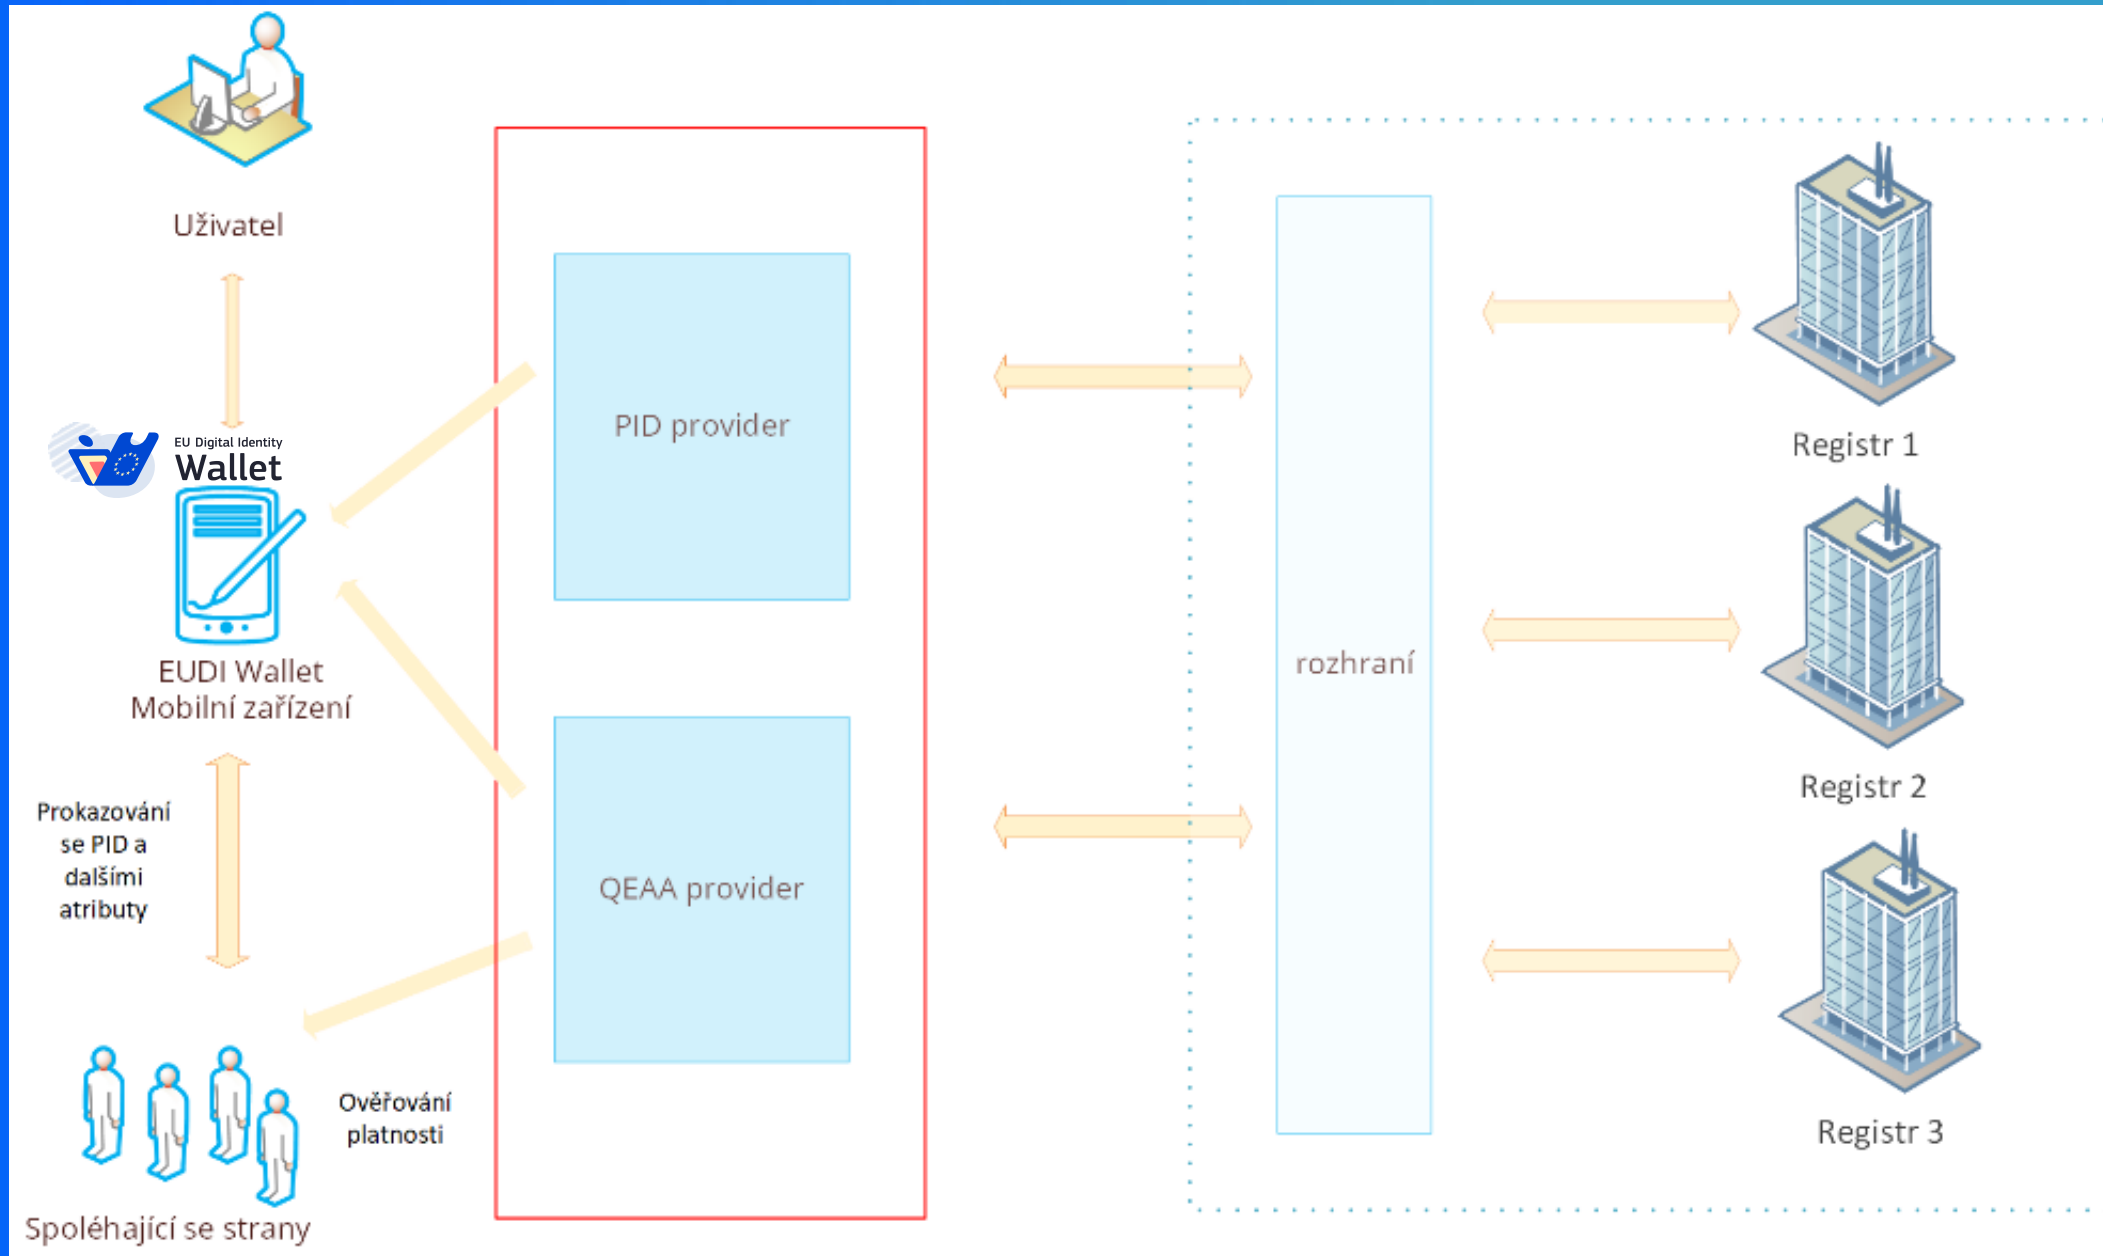 Uživatel
EU Digital Identity
Wallet
EUDI Wallet
Mobilní zařízení
Prokazování
se PID a
dalšími
atributy
Ověřování
platnosti
Spoléhající se strany
PID provider
QEAA provider
rozhraní
Registr 1
Registr 2
Registr 3